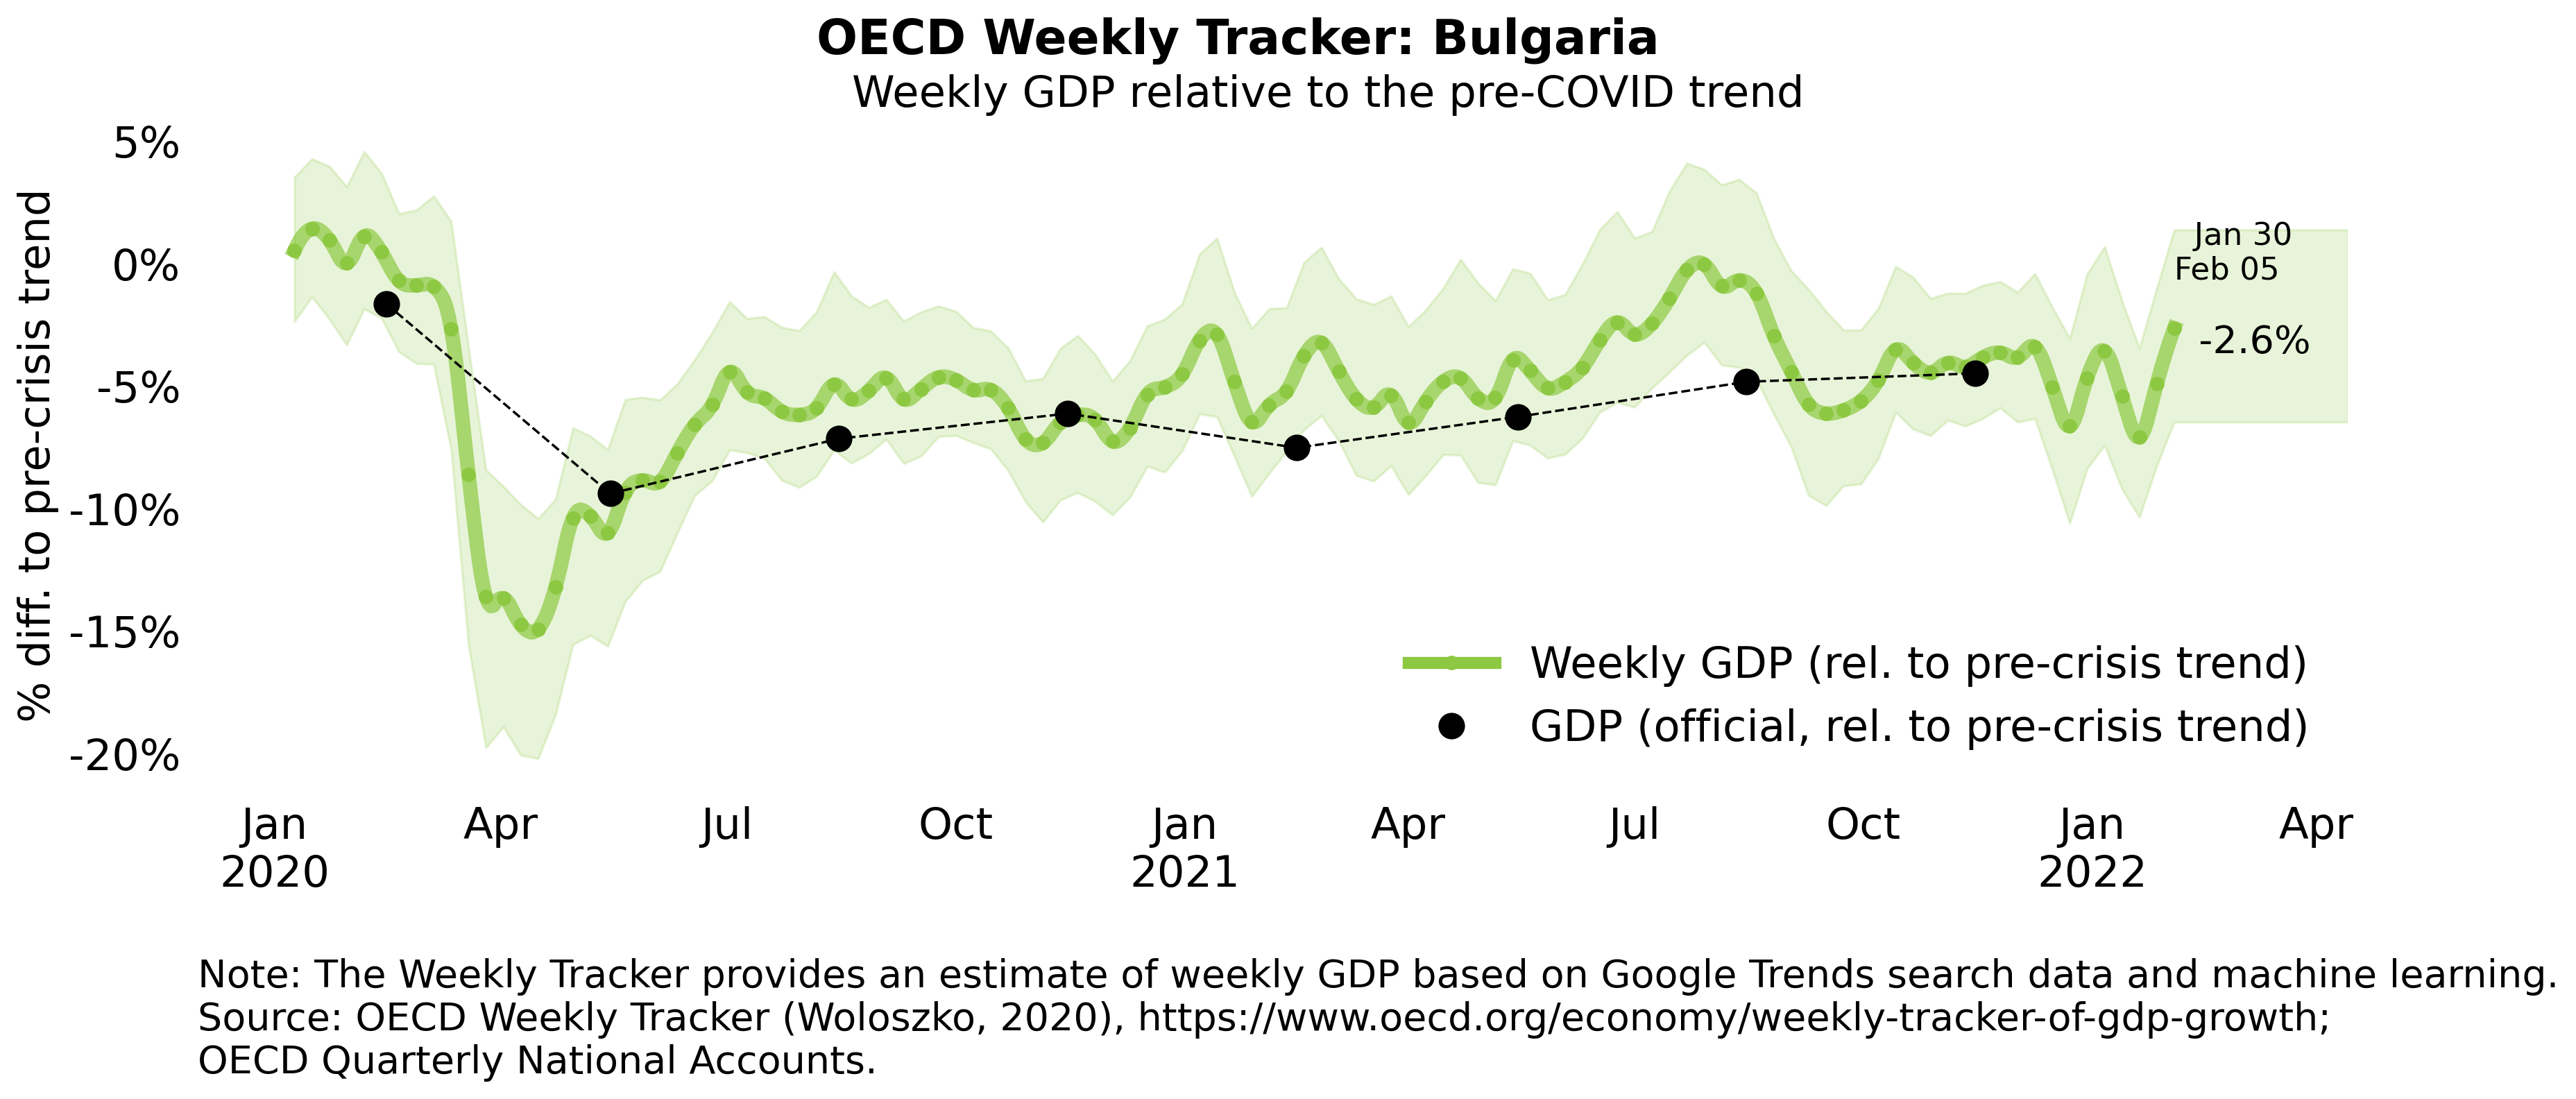 OECD Weekly Tracker: Bulgaria
Weekly GDP relative to the pre-COVID trend
% diff. to pre-crisis trend
5%
0%
-5%
-10%
-15%
-20%
Jan 30
Feb 05
-2.6%
Weekly GDP (rel. to pre-crisis trend)
GDP (official, rel. to pre-crisis trend)
Jan Apr Jul Oct Jan Apr Jul Oct Jan Apr
2020 2021 2022
Note: The Weekly Tracker provides an estimate of weekly GDP based on Google Trends search data and machine learning.
Source: OECD Weekly Tracker (Woloszko, 2020), https://www.oecd.org/economy/weekly-tracker-of-gdp-growth;
OECD Quarterly National Accounts.